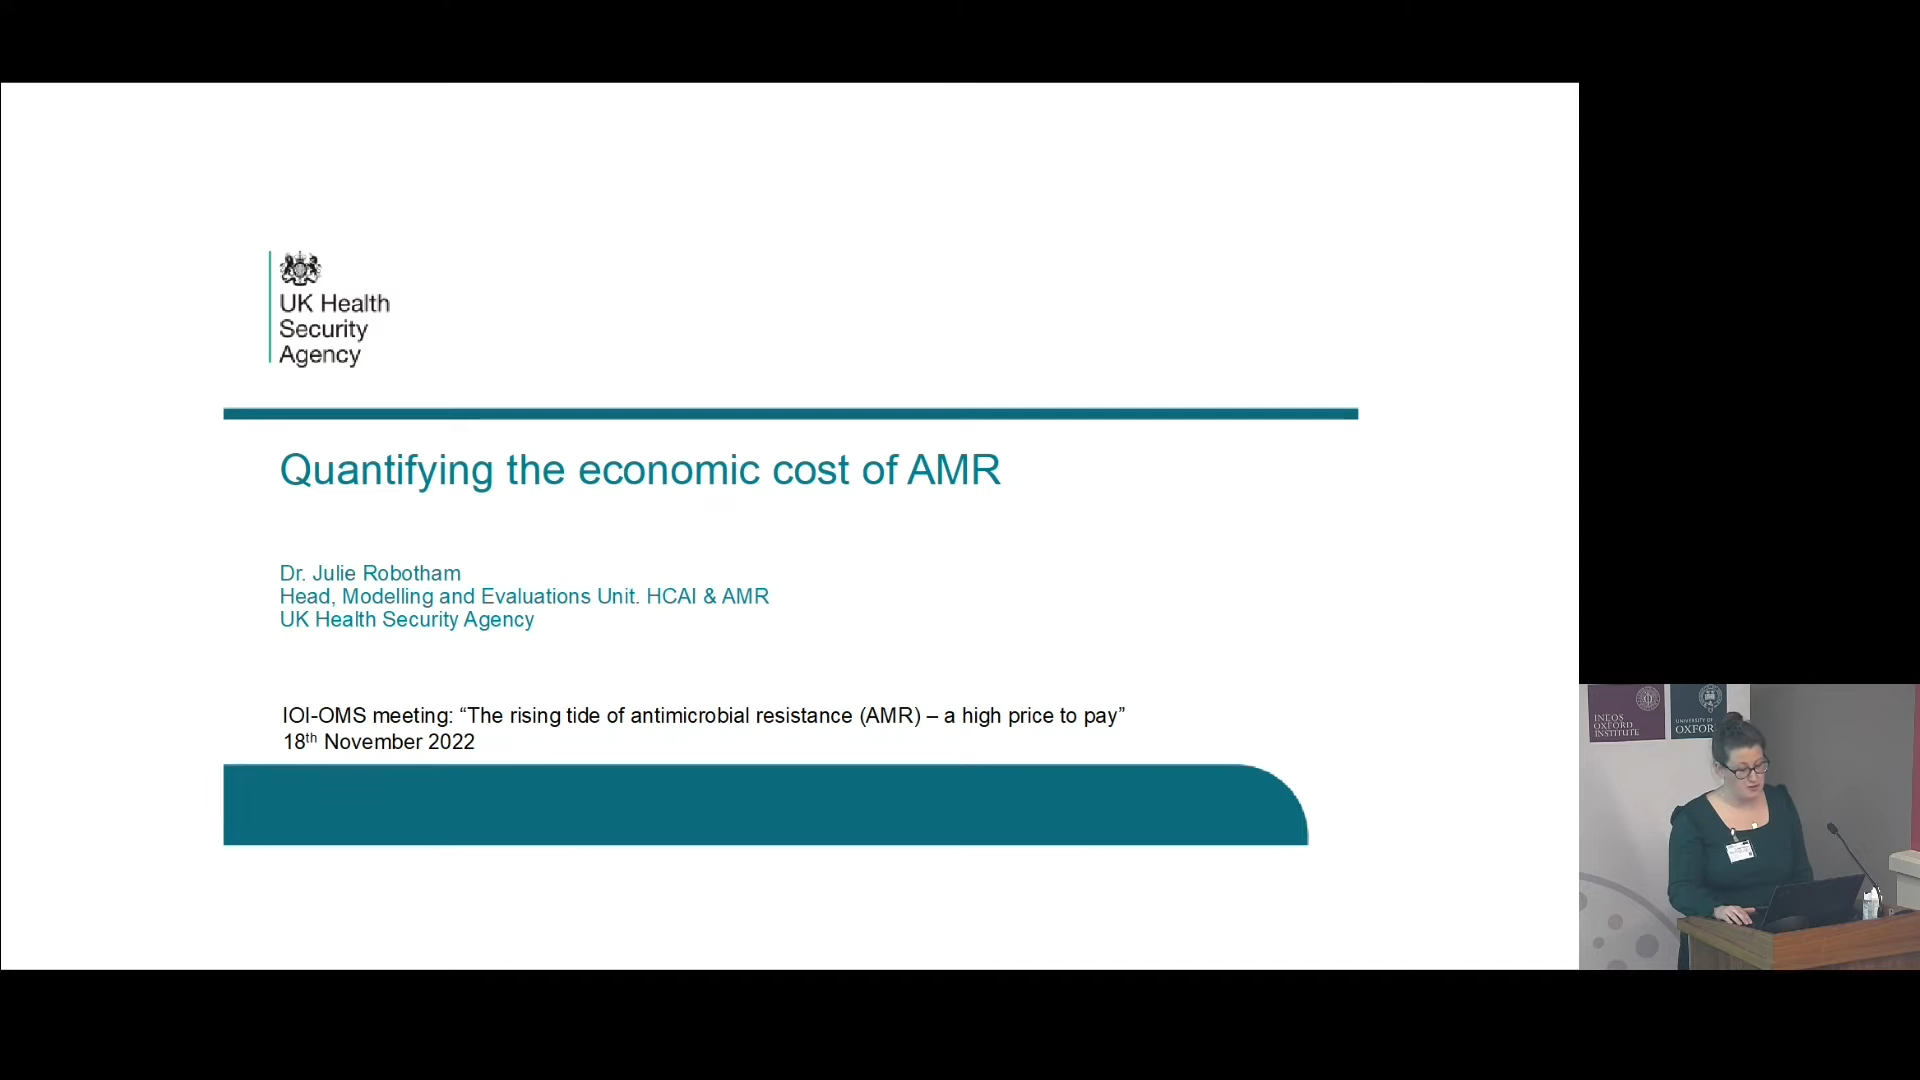 UK Health
Security
Agency
Quantifying the economic cost of AMR
Dr. Julie Robotham
Head, Modelling and Evaluations Unit. HCAI & AMR
UK Health Security Agency
IOI-OMS meeting: “The rising tide of antimicrobial resistance (AMR) – a high price to pay”
18th November 2022
INEOS
OXFORD
INSTITUTE
UNIVERSITY OF
OXFOR